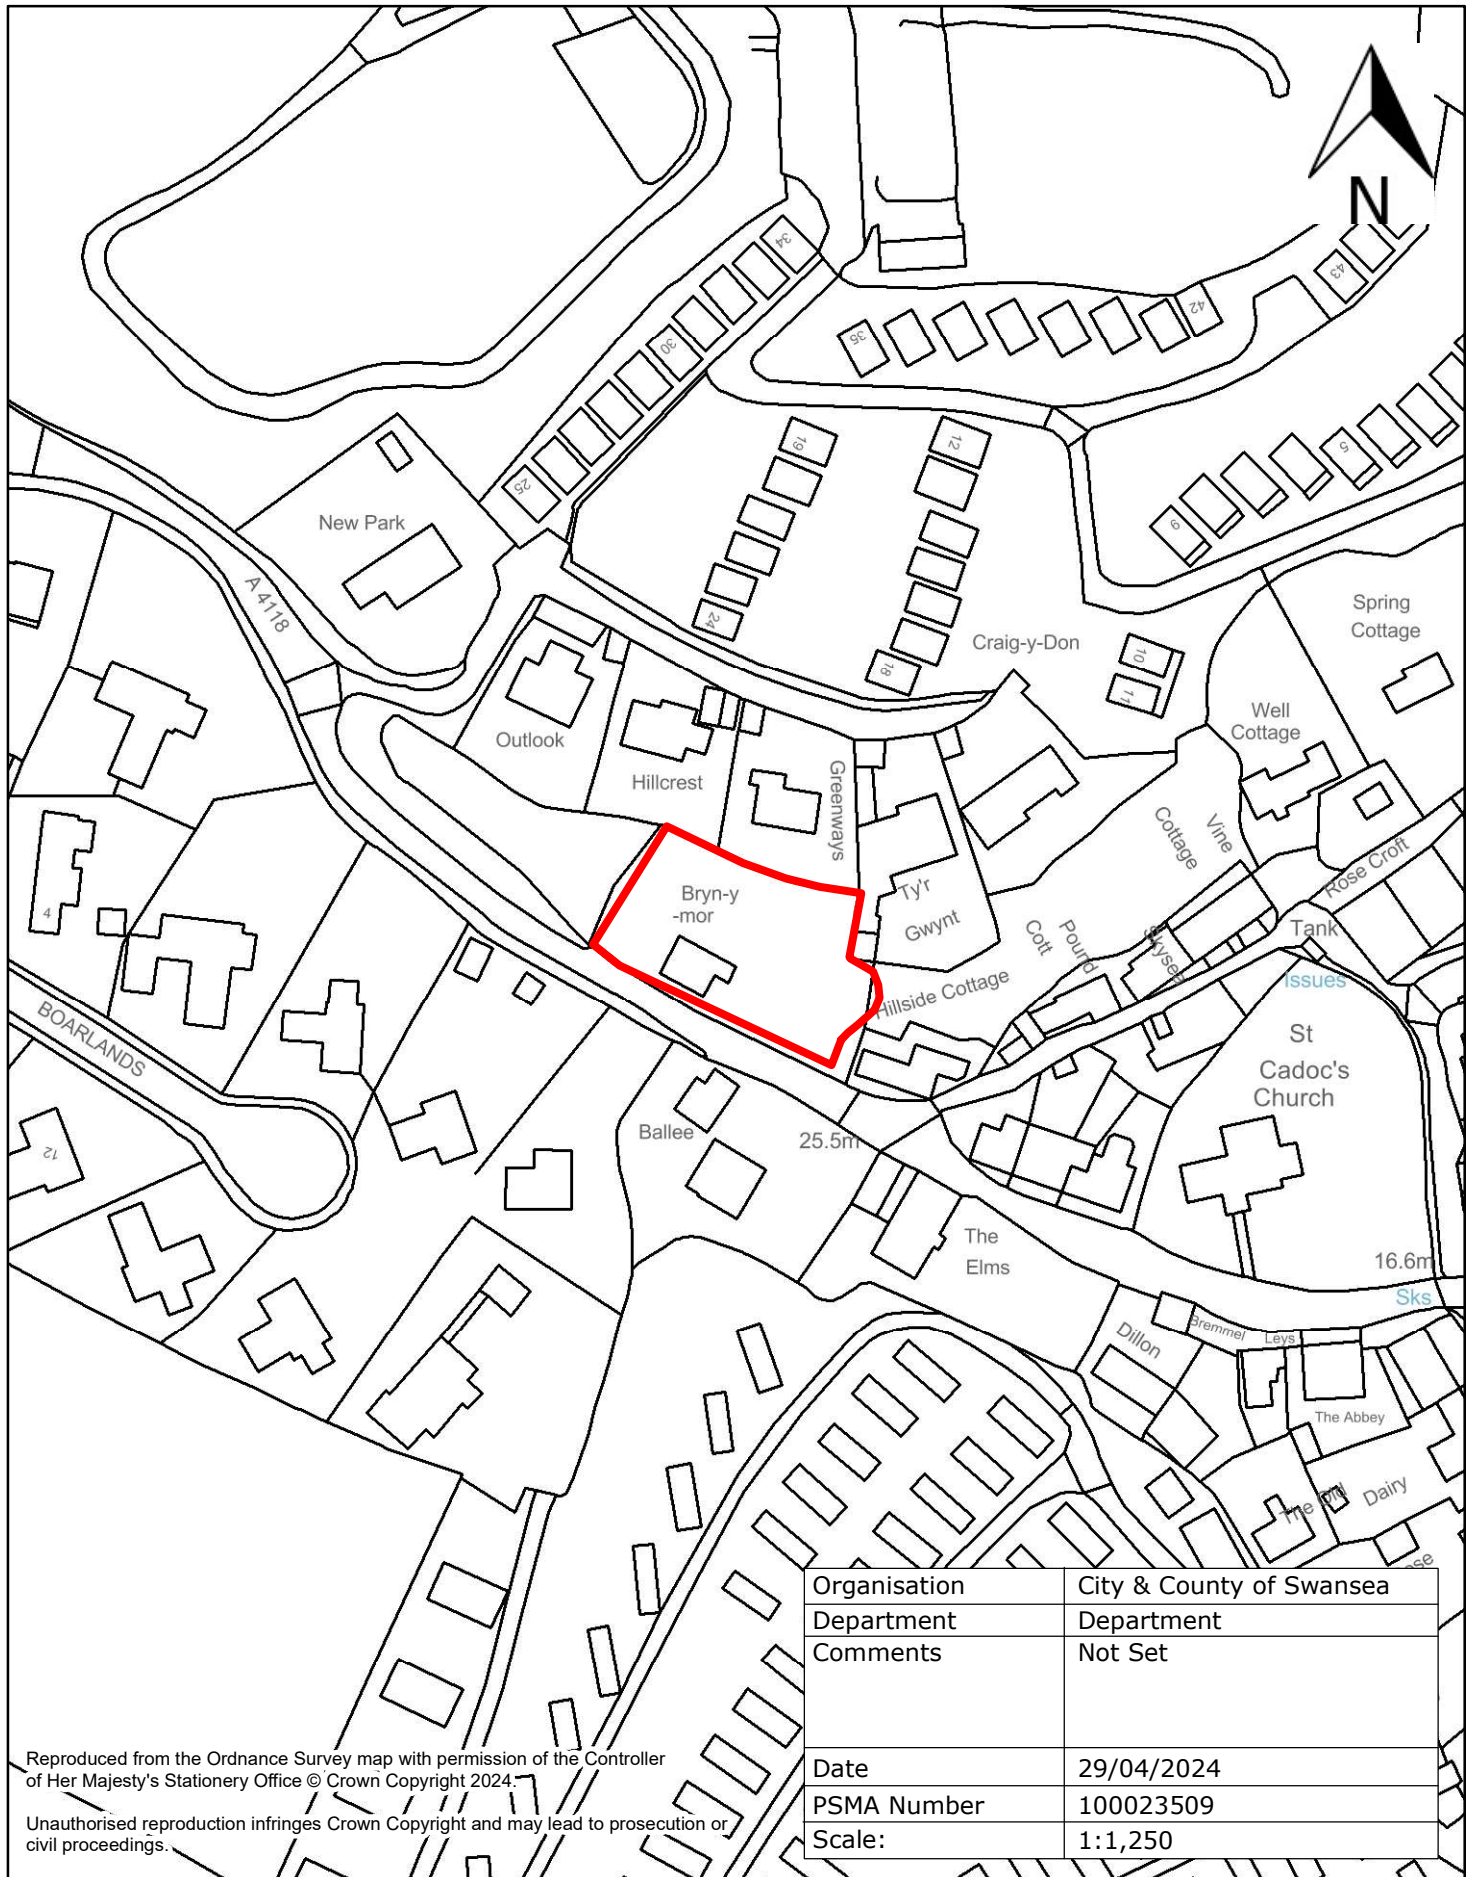 N
34
43
42
35
30
19
12
5
25
9
New Park
A 4118
24
Spring
Cottage
Craig-y-Don
10
18
11
Well
Cottage
Outlook
Hillcrest
Greenways
Vine
Cottage
Rose Croft
Bryn-y
-mor
Ty'r
Gwynt
4
Pound
Cott
Skysea
Tank
Issues
Hillside Cottage
BOARLANDS
St
Cadoc's
Church
Ballee
25.5m
12
The
Elms
16.6m
Sks
Dillon
Bremmel
Leys
The Abbey
The Old
Dairy
Organisation City & County of Swansea
Department Department
Comments Not Set
Date 29/04/2024
PSMA Number 100023509
Scale: 1:1,250
Reproduced from the Ordnance Survey map with permission of the Controller
of Her Majesty's Stationery Office © Crown Copyright 2024.
Unauthorised reproduction infringes Crown Copyright and may lead to prosecution or
civil proceedings.